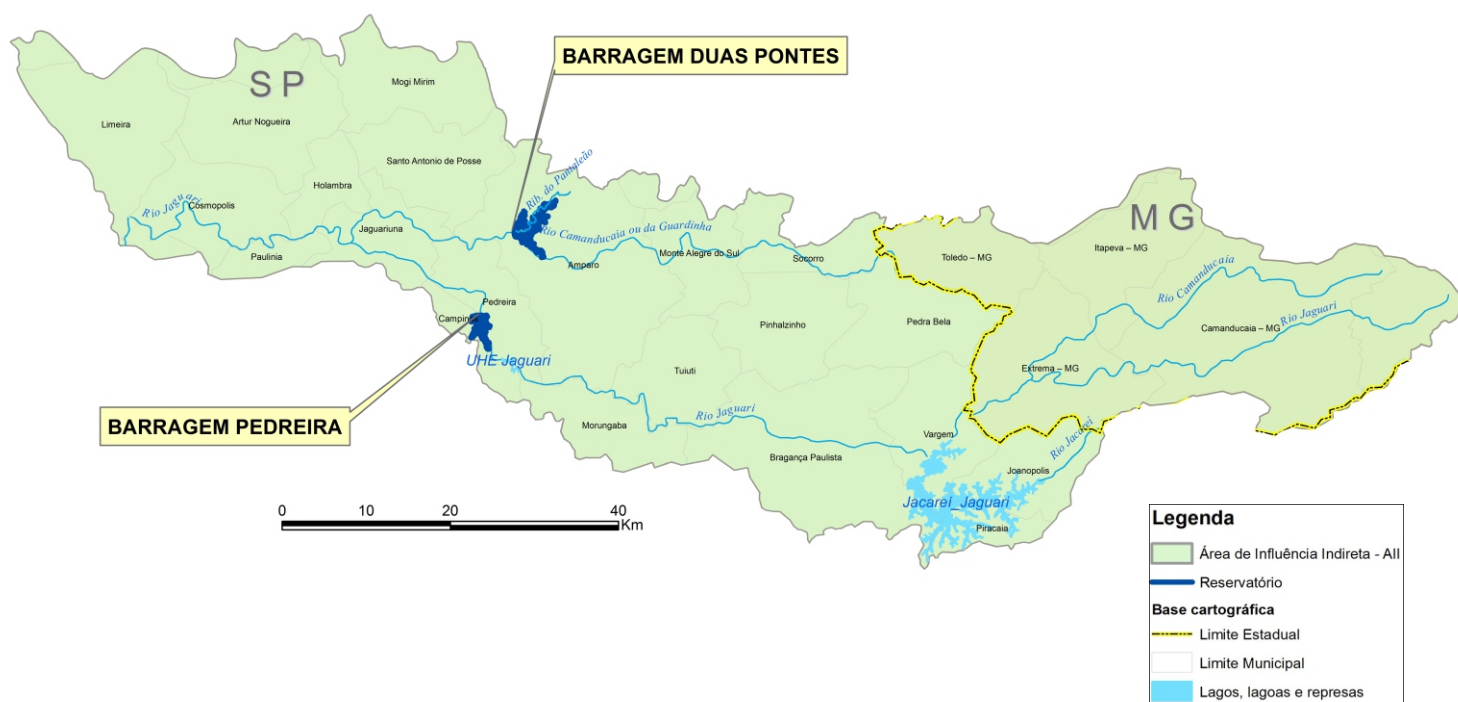 BARRAGEM DUAS PONTES
S P
Mogi Mirim
Limeira
Artur Nogueira
Santo Antonio de Posse
Rib. do Pantaleão
Holambra
Rio Jaguari
Cosmopolis
M G
Jaguariuna
Rio Camanducaia ou da Guardinha
Itapeva – MG
Paulinia
Amparo
Monte Alegre do Sul
Socorro
Toledo – MG
Rio Camanducaia
Pedreira
Campinas
Pinhalzinho
Pedra Bela
Camanducaia – MG
Rio Jaguari
UHE Jaguari
Tuiuti
Extrema – MG
BARRAGEM PEDREIRA
Morungaba
Rio Jaguari
Vargem
Rio Jacareí
Bragança Paulista
Joanopolis
Jacareí_Jaguari
Piracaia
0 20 40
Km
Legenda
Área de Influência Indireta - AII
Reservatório
Base cartográfica
Limite Estadual
Limite Municipal
Lagos, lagoas e represas